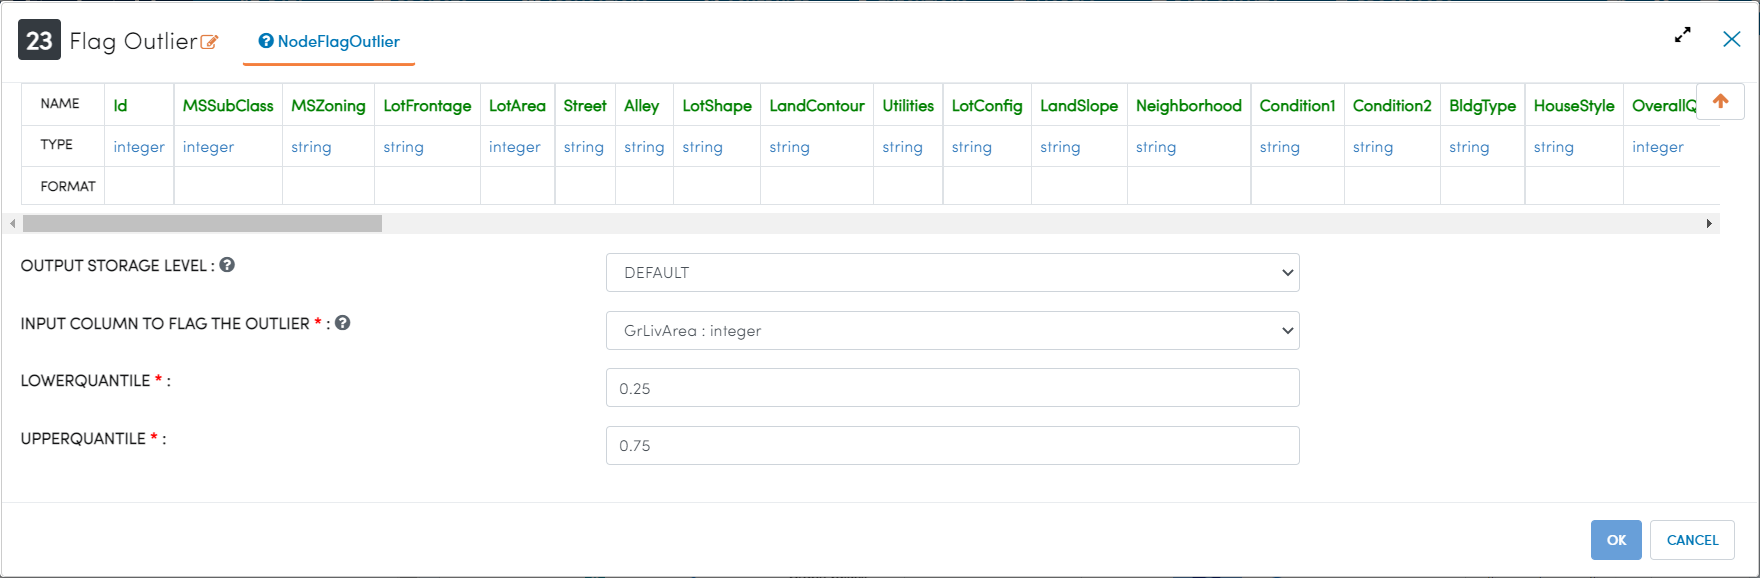 23 Flag Outlier NodeFlagOutlier
NAME Id MSSubClass MSZoning LotFrontage LotArea Street Alley LotShape LandContour Utilities LotConfig LandSlope Neighborhood Condition1 Condition2 BldgType HouseStyle OverallQ
TYPE integer integer string string integer string string string string string string string string string string string string integer
FORMAT
OUTPUT STORAGE LEVEL :
DEFAULT
INPUT COLUMN TO FLAG THE OUTLIER * :
GrLivArea : integer
LOWERQUANTILE * :
0.25
UPPERQUANTILE * :
0.75
OK CANCEL